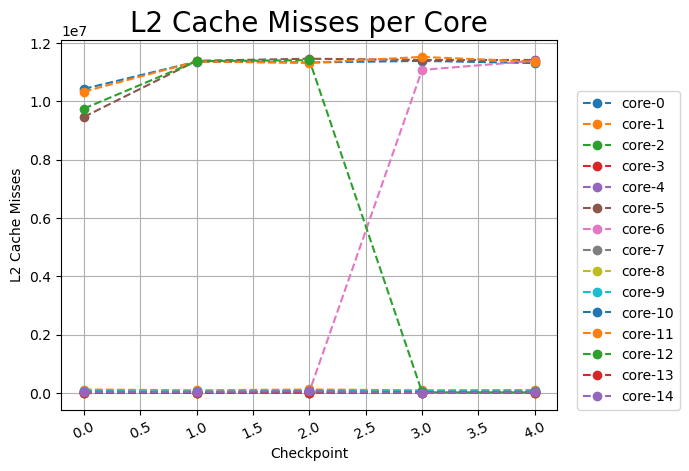 L2 Cache Misses per Core
1e7
1.2
1.0
0.8
0.6
0.4
0.2
0.0
L2 Cache Misses
0.0 0.5 1.0 1.5 2.0 2.5 3.0 3.5 4.0
Checkpoint
core-0
core-1
core-2
core-3
core-4
core-5
core-6
core-7
core-8
core-9
core-10
core-11
core-12
core-13
core-14